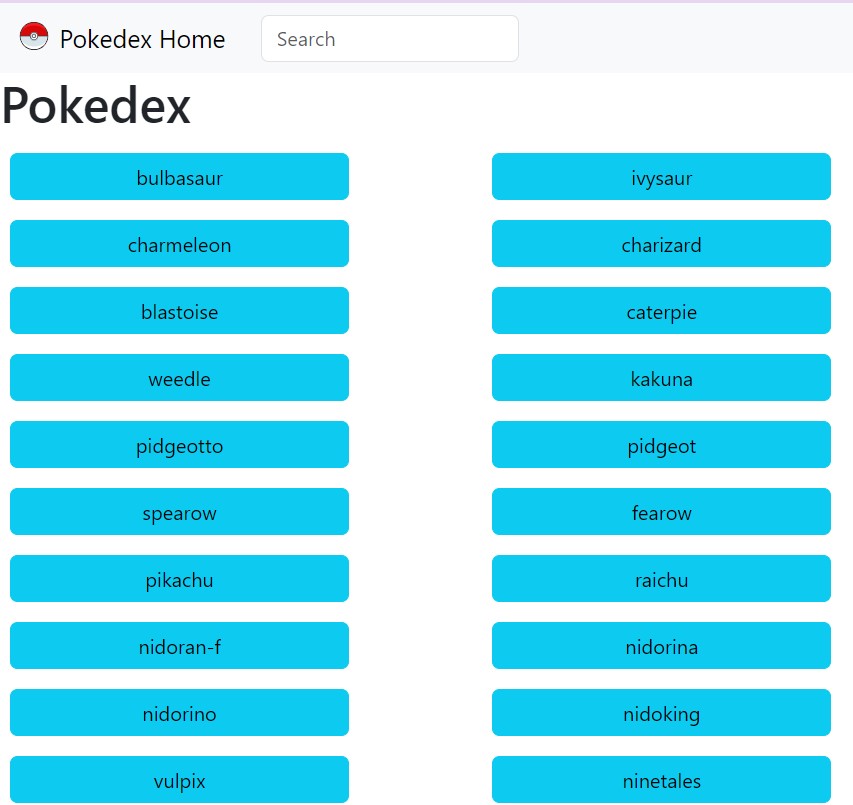 Pokedex Home Search
Pokedex
bulbasaur ivysaur
charmeleon charizard
blastoise caterpie
weedle kakuna
pidgeotto pidgeot
spearow fearow
pikachu raichu
nidoran-f nidorina
nidorino nidoking
vulpix ninetales